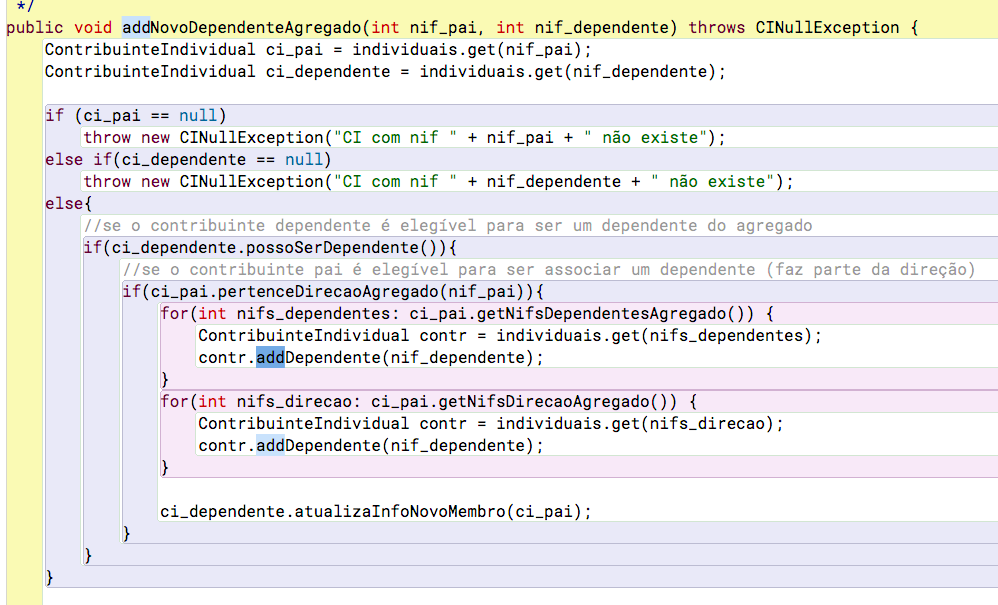 */
public void addNovoDependenteAgregado(int nif_pai, int nif_dependente) throws CINullException {
ContribuinteIndividual ci_pai = individuais.get(nif_pai);
ContribuinteIndividual ci_dependente = individuais.get(nif_dependente);
if (ci_pai == null)
throw new CINullException("CI com nif " + nif_pai + " não existe");
else if(ci_dependente == null)
throw new CINullException("CI com nif " + nif_dependente + " não existe");
else{
//se o contribuinte dependente é elegível para ser um dependente do agregado
if(ci_dependente.possoSerDependente()){
//se o contribuinte pai é elegível para ser associar um dependente (faz parte da direção)
if(ci_pai.pertenceDirecaoAgregado(nif_pai)){
for(int nifs_dependentes: ci_pai.getNifsDependentesAgregado()) {
ContribuinteIndividual contr = individuais.get(nifs_dependentes);
contr.addDependente(nif_dependente);
}
for(int nifs_direcao: ci_pai.getNifsDirecaoAgregado()) {
ContribuinteIndividual contr = individuais.get(nifs_direcao);
contr.addDependente(nif_dependente);
}
ci_dependente.atualizaInfoNovoMembro(ci_pai);
}
}
}